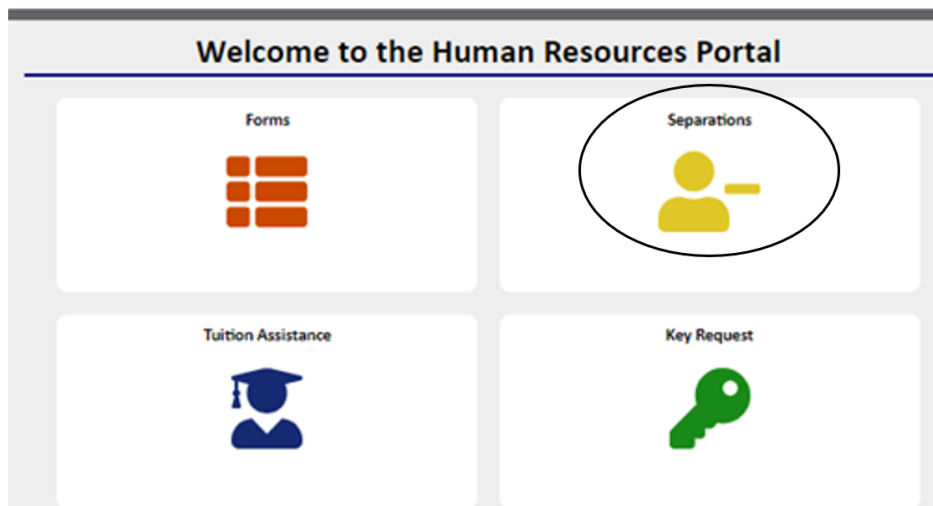 Welcome to the Human Resources Portal
Forms
Separations
Tuition Assistance
Key Request